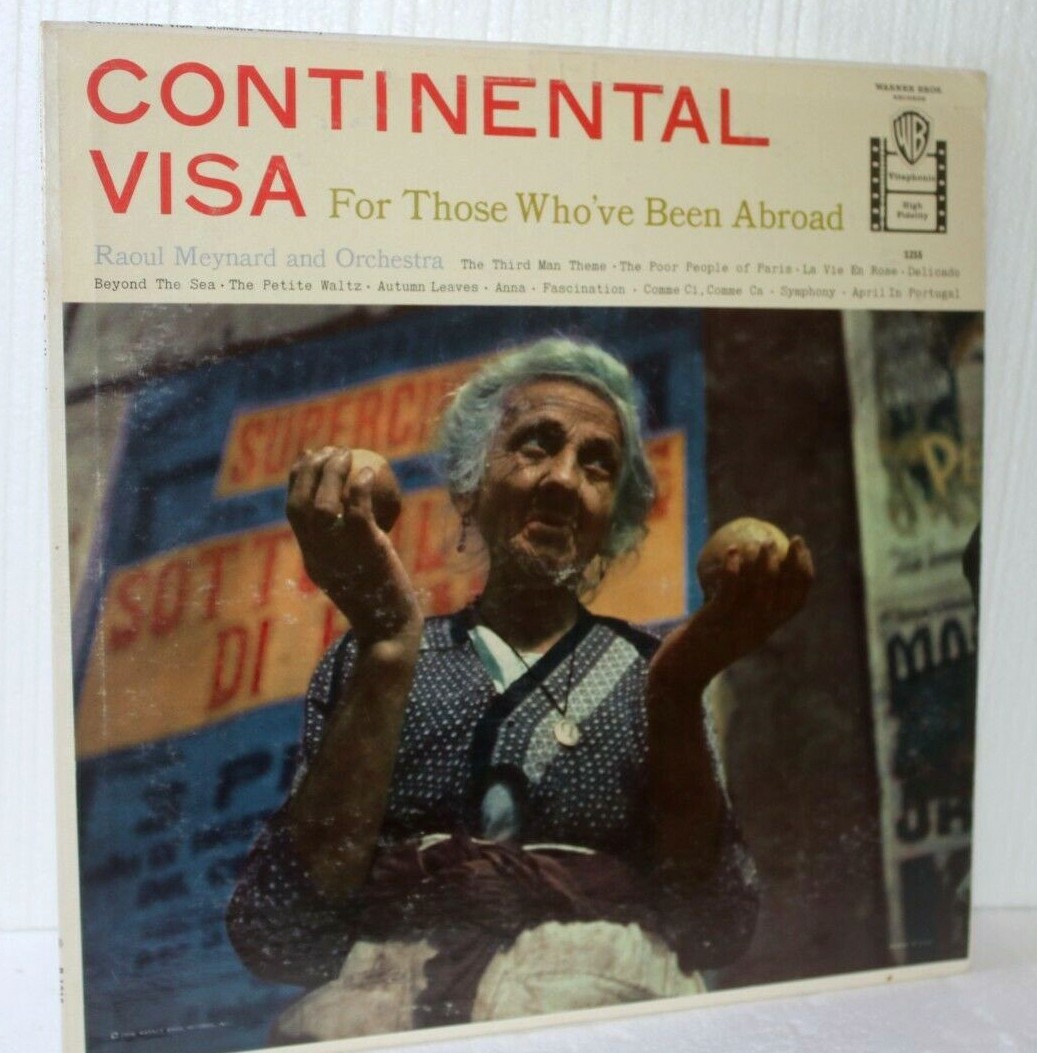 CONTINENTAL
VISA For Those Who've Been Abroad
WARNER BROS.
RECORDS
WB
Vitaphonic
High
Fidelity
Raoul Meynard and Orchestra The Third Man Theme · The Poor People of Paris · La Vie En Rose · Delicado
Beyond The Sea · The Petite Waltz · Autumn Leaves · Anna · Fascination · Comme Ci, Comme Ca · Symphony · April In Portugal
SUPERCI
SOTTO
DI